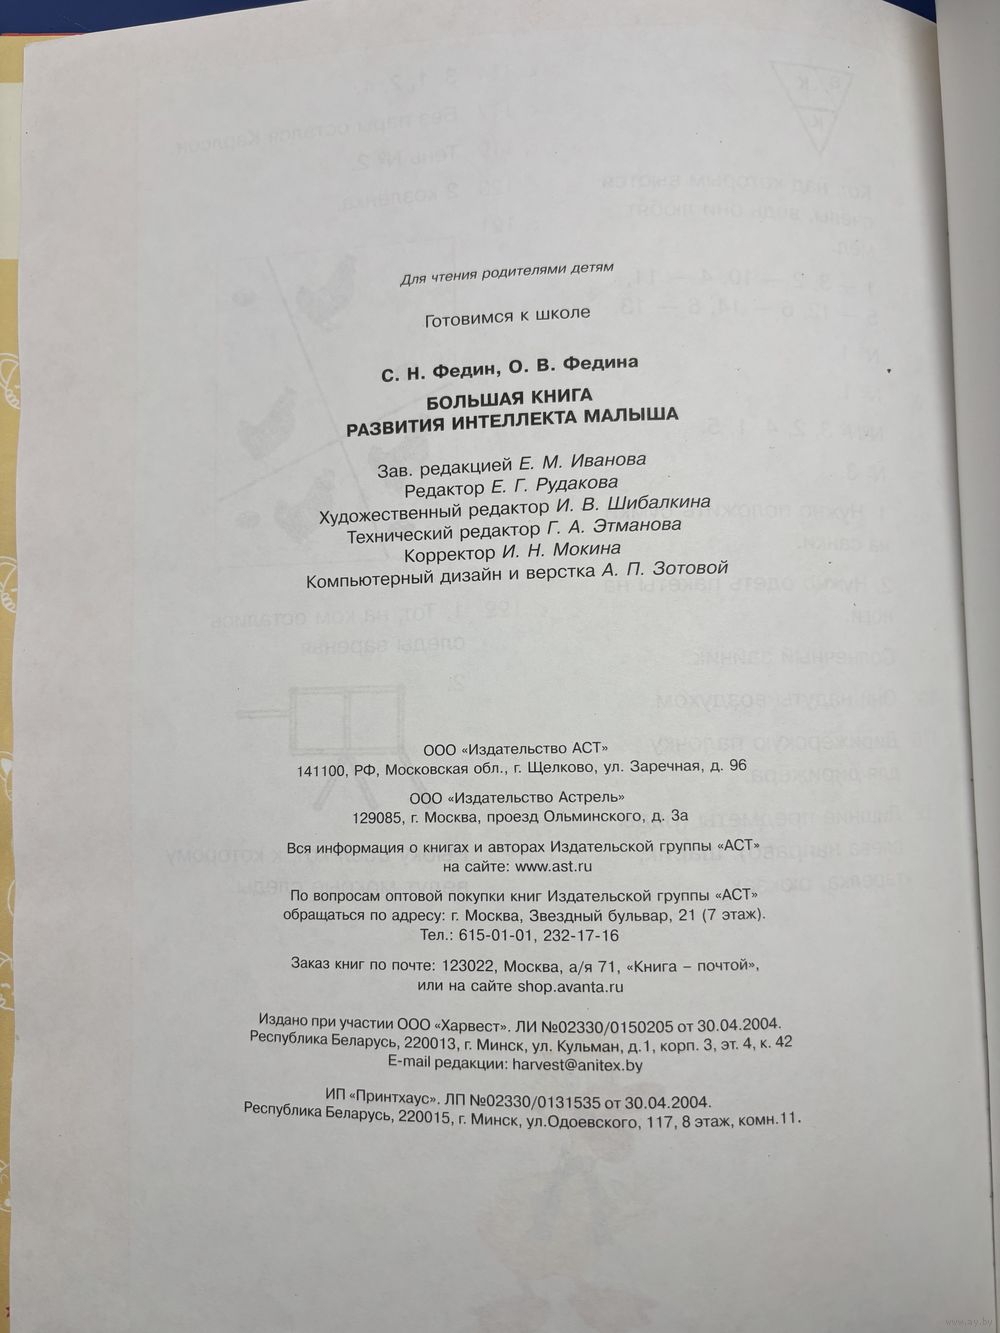 Для чтения родителями детям
Готовимся к школе
С. Н. Федин, О. В. Федина
БОЛЬШАЯ КНИГА
РАЗВИТИЯ ИНТЕЛЛЕКТА МАЛЫША
Зав. редакцией Е. М. Иванова
Редактор Е. Г. Рудакова
Художественный редактор И. В. Шибалкина
Технический редактор Г. А. Этманова
Корректор И. Н. Мокина
Компьютерный дизайн и верстка А. П. Зотовой
ООО «Издательство АСТ»
141100, РФ, Московская обл., г. Щелково, ул. Заречная, д. 96
ООО «Издательство Астрель»
129085, г. Москва, проезд Ольминского, д. 3а
Вся информация о книгах и авторах Издательской группы «АСТ»
на сайте: www.ast.ru
По вопросам оптовой покупки книг Издательской группы «АСТ»
обращаться по адресу: г. Москва, Звездный бульвар, 21 (7 этаж).
Тел.: 615-01-01, 232-17-16
Заказ книг по почте: 123022, Москва, а/я 71, «Книга – почтой»,
или на сайте shop.avanta.ru
Издано при участии ООО «Харвест». ЛИ №02330/0150205 от 30.04.2004.
Республика Беларусь, 220013, г. Минск, ул. Кульман, д.1, корп. 3, эт. 4, к. 42
E-mail редакции: harvest@anitex.by
ИП «Принтхаус». ЛП №02330/0131535 от 30.04.2004.
Республика Беларусь, 220015, г. Минск, ул.Одоевского, 117, 8 этаж, комн.11.
www.ay.by